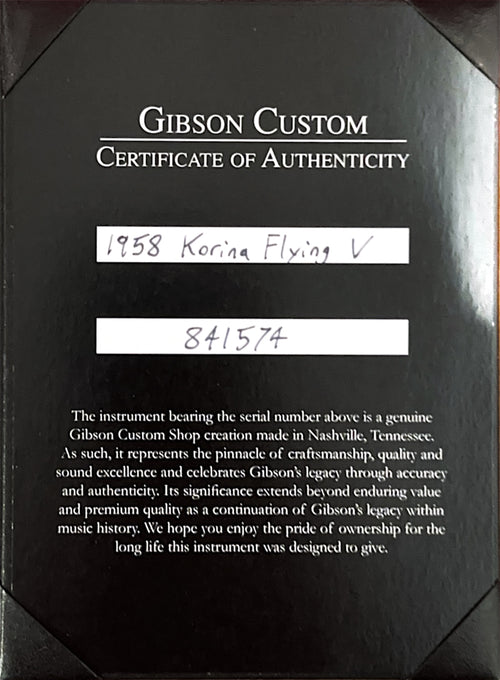 GIBSON CUSTOM
CERTIFICATE OF AUTHENTICITY
1958 Korina Flying V
841574
The instrument bearing the serial number above is a genuine
Gibson Custom Shop creation made in Nashville, Tennessee.
As such, it represents the pinnacle of craftsmanship, quality and
sound excellence and celebrates Gibson's legacy through accuracy
and authenticity. Its significance extends beyond enduring value
and premium quality as a continuation of Gibson's legacy within
music history. We hope you enjoy the pride of ownership for the
long life this instrument was designed to give.